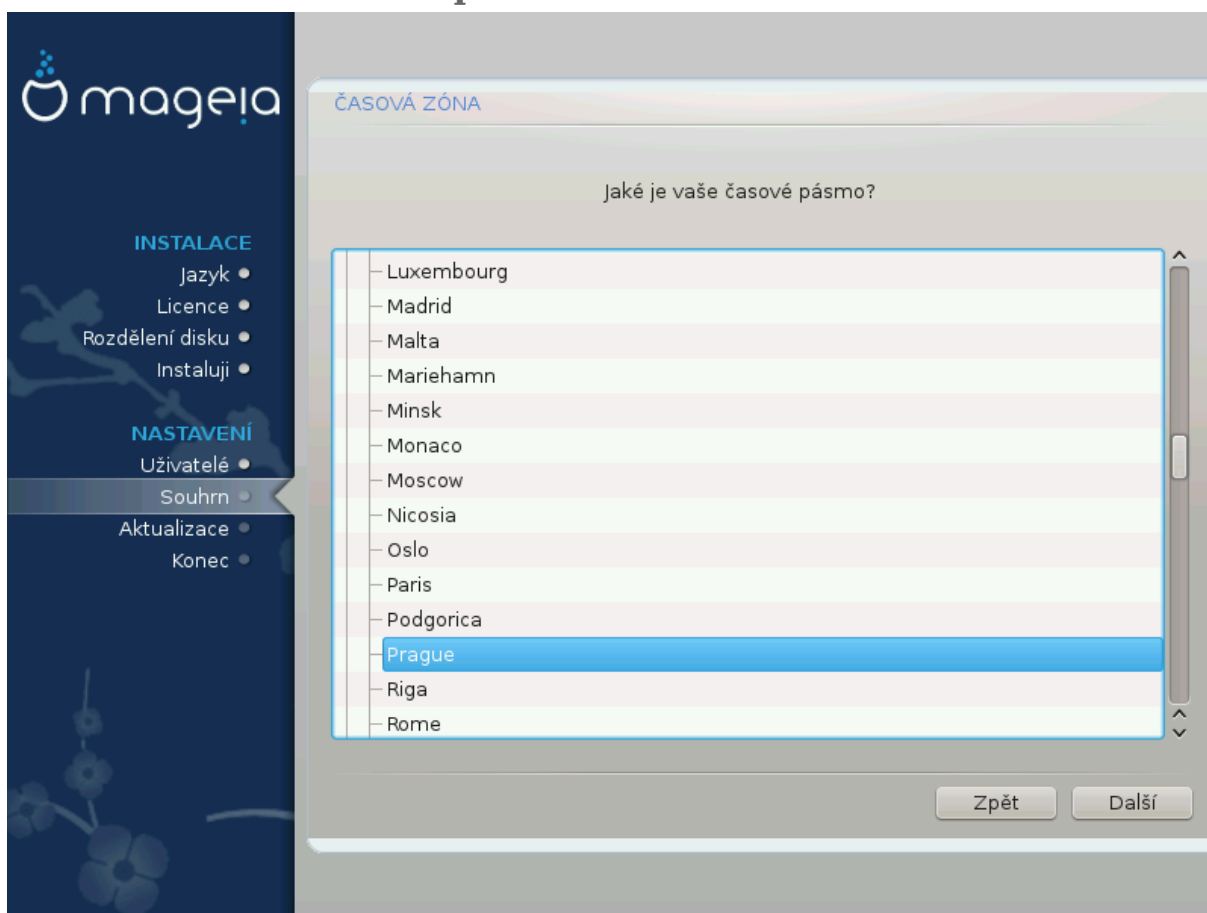 mageia
INSTALACE
Jazyk
Licence
Rozdělení disku
Instaluji
NASTAVENÍ
Uživatelé
Souhrn
Aktualizace
Konec
ČASOVÁ ZÓNA
Jaké je vaše časové pásmo?
Luxembourg
Madrid
Malta
Mariehamn
Minsk
Monaco
Moscow
Nicosia
Oslo
Paris
Podgorica
Prague
Riga
Rome
Zpět
Další